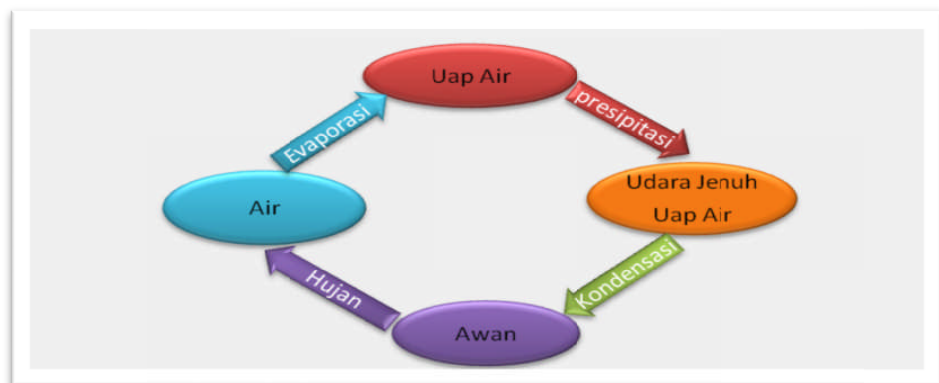 Uap Air
presipitasi
Udara Jenuh
Uap Air
Kondensasi
Awan
Hujan
Air
Evaporasi